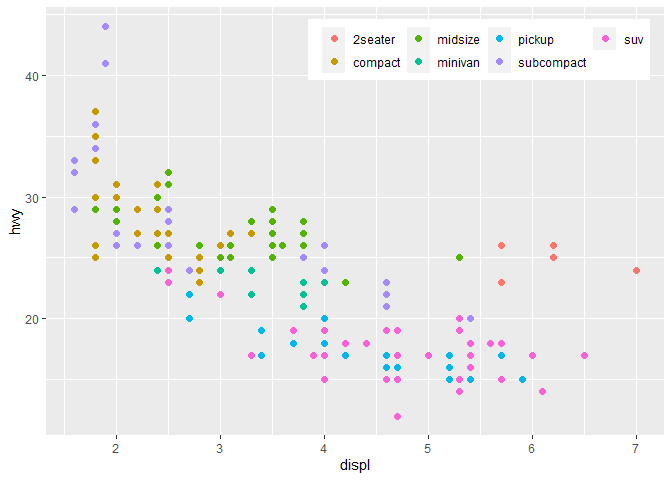 2seater midsize pickup suv
compact minivan subcompact
40
30
20
hwy
2 3 4 5 6 7
displ